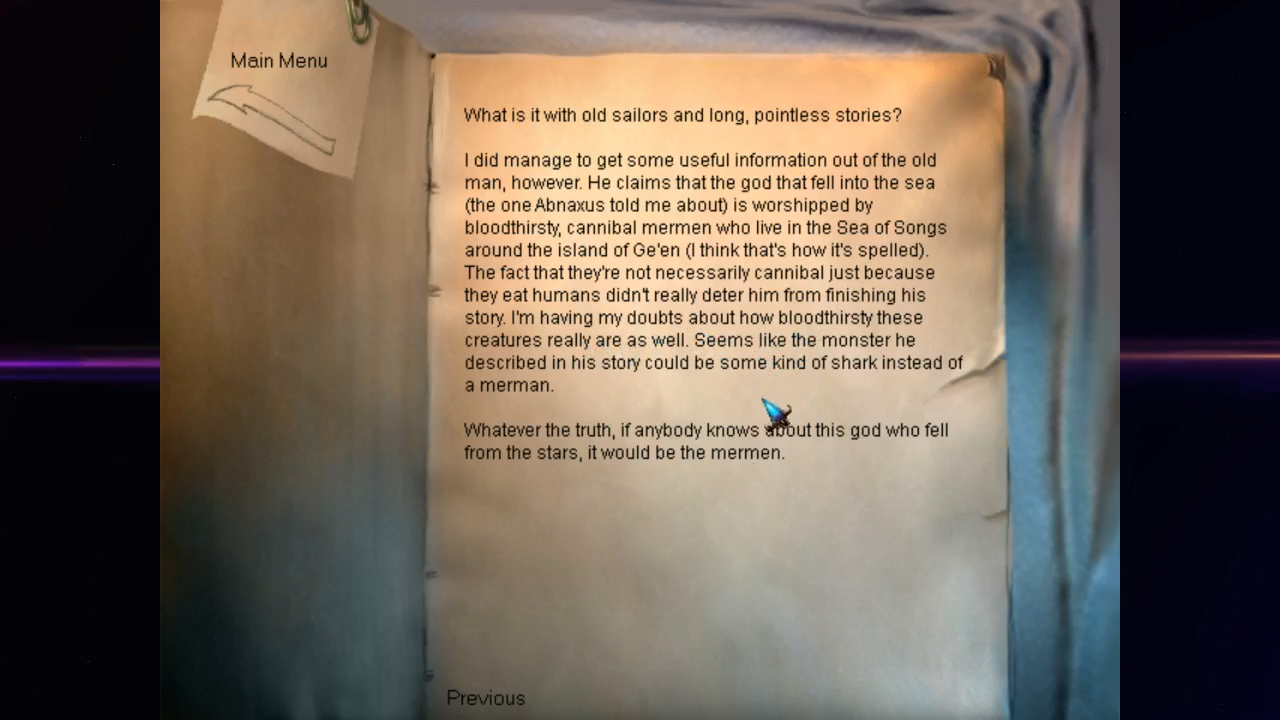 Main Menu
What is it with old sailors and long, pointless stories?
I did manage to get some useful information out of the old
man, however. He claims that the god that fell into the sea
(the one Abnaxus told me about) is worshipped by
bloodthirsty, cannibal mermen who live in the Sea of Songs
around the island of Ge'en (I think that's how it's spelled).
The fact that they're not necessarily cannibal just because
they eat humans didn't really deter him from finishing his
story. I'm having my doubts about how bloodthirsty these
creatures really are as well. Seems like the monster he
described in his story could be some kind of shark instead of
a merman.
Whatever the truth, if anybody knows about this god who fell
from the stars, it would be the mermen.
Previous